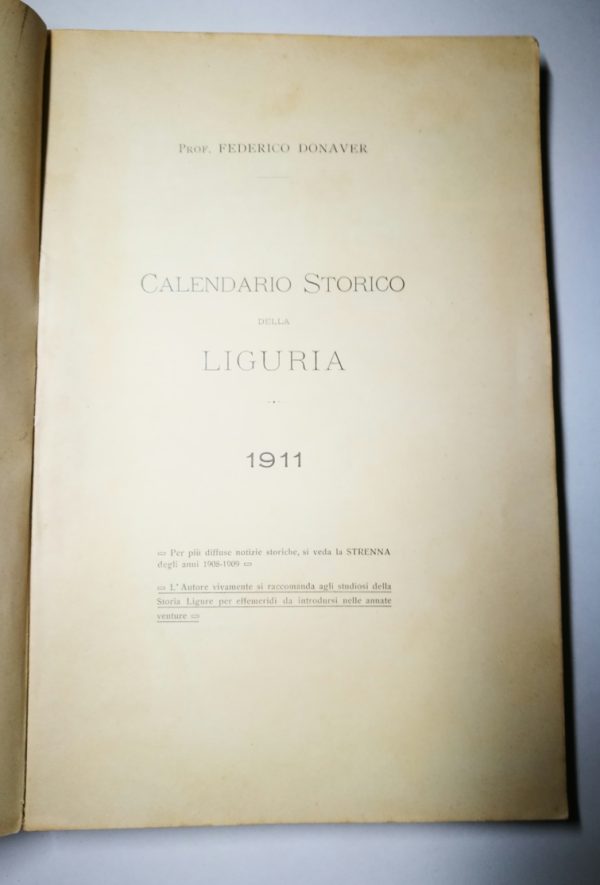 Prof. FEDERICO DONAVER
CALENDARIO STORICO
DELLA
LIGURIA
1911
Per più diffuse notizie storiche, si veda la STRENNA
degli anni 1908-1909
L'Autore vivamente si raccomanda agli studiosi della
Storia Ligure per effemeridi da introdursi nelle annate
venture